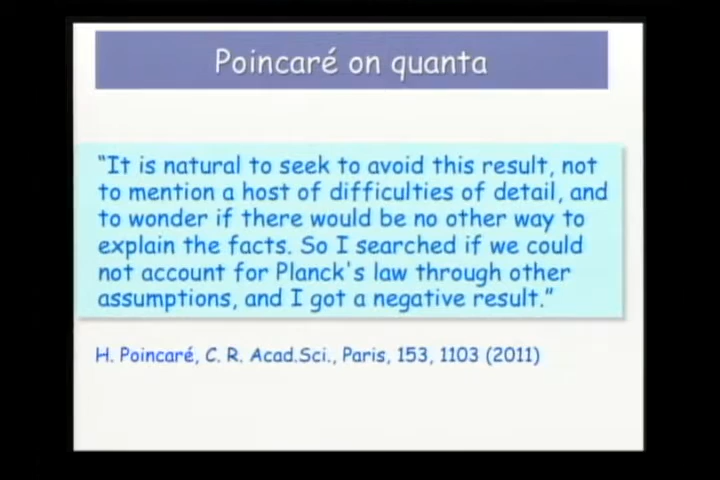 Poincaré on quanta
“It is natural to seek to avoid this result, not
to mention a host of difficulties of detail, and
to wonder if there would be no other way to
explain the facts. So I searched if we could
not account for Planck's law through other
assumptions, and I got a negative result.”
H. Poincaré, C. R. Acad.Sci., Paris, 153, 1103 (2011)